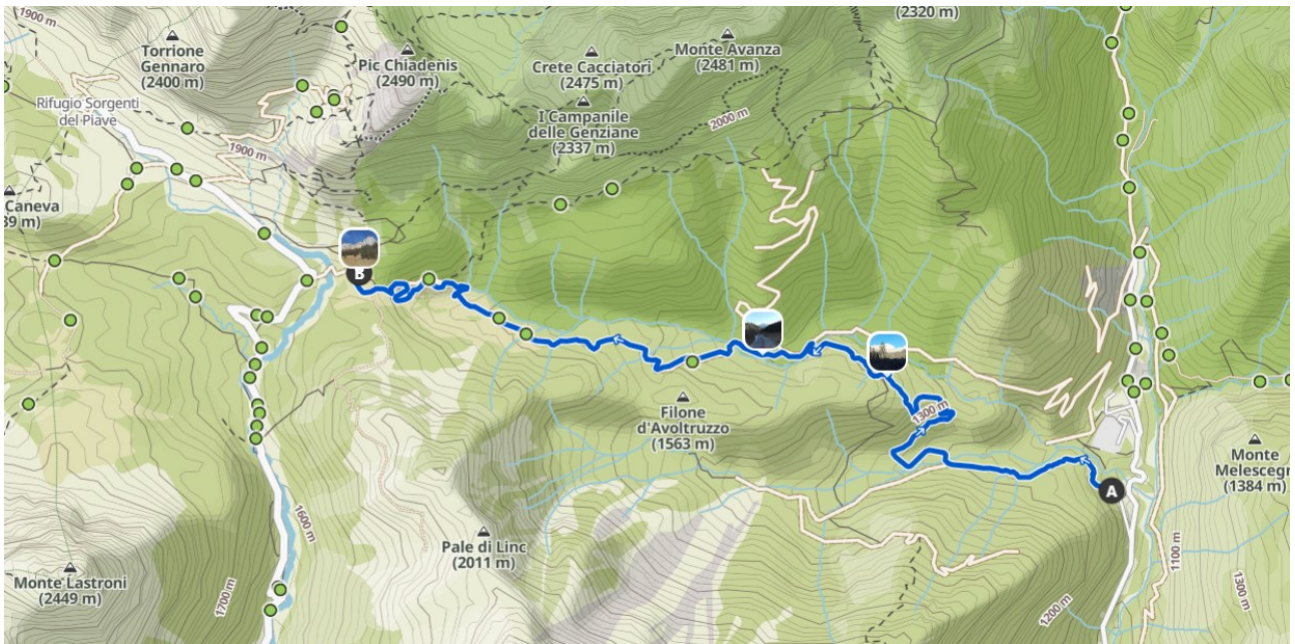 1900 m
Torrione
Gennaro
(2400 m)
Pic Chiadenis
(2490 m)
Crete Cacciatori
(2475 m)
Monte Avanza
(2481 m)
(2320 m)
Rifugio Sorgenti
del Piave
I Campanile
delle Genziane
(2337 m)
2000 m
1900 m
Caneva
39 m)
B
1300 m
Filone
d'Avoltruzzo
(1563 m)
A
Monte
Melescegn
(1384 m)
1600 m
Pale di Linc
(2011 m)
1100 m
Monte Lastroni
(2449 m)
1700 m
1200 m
1300 m